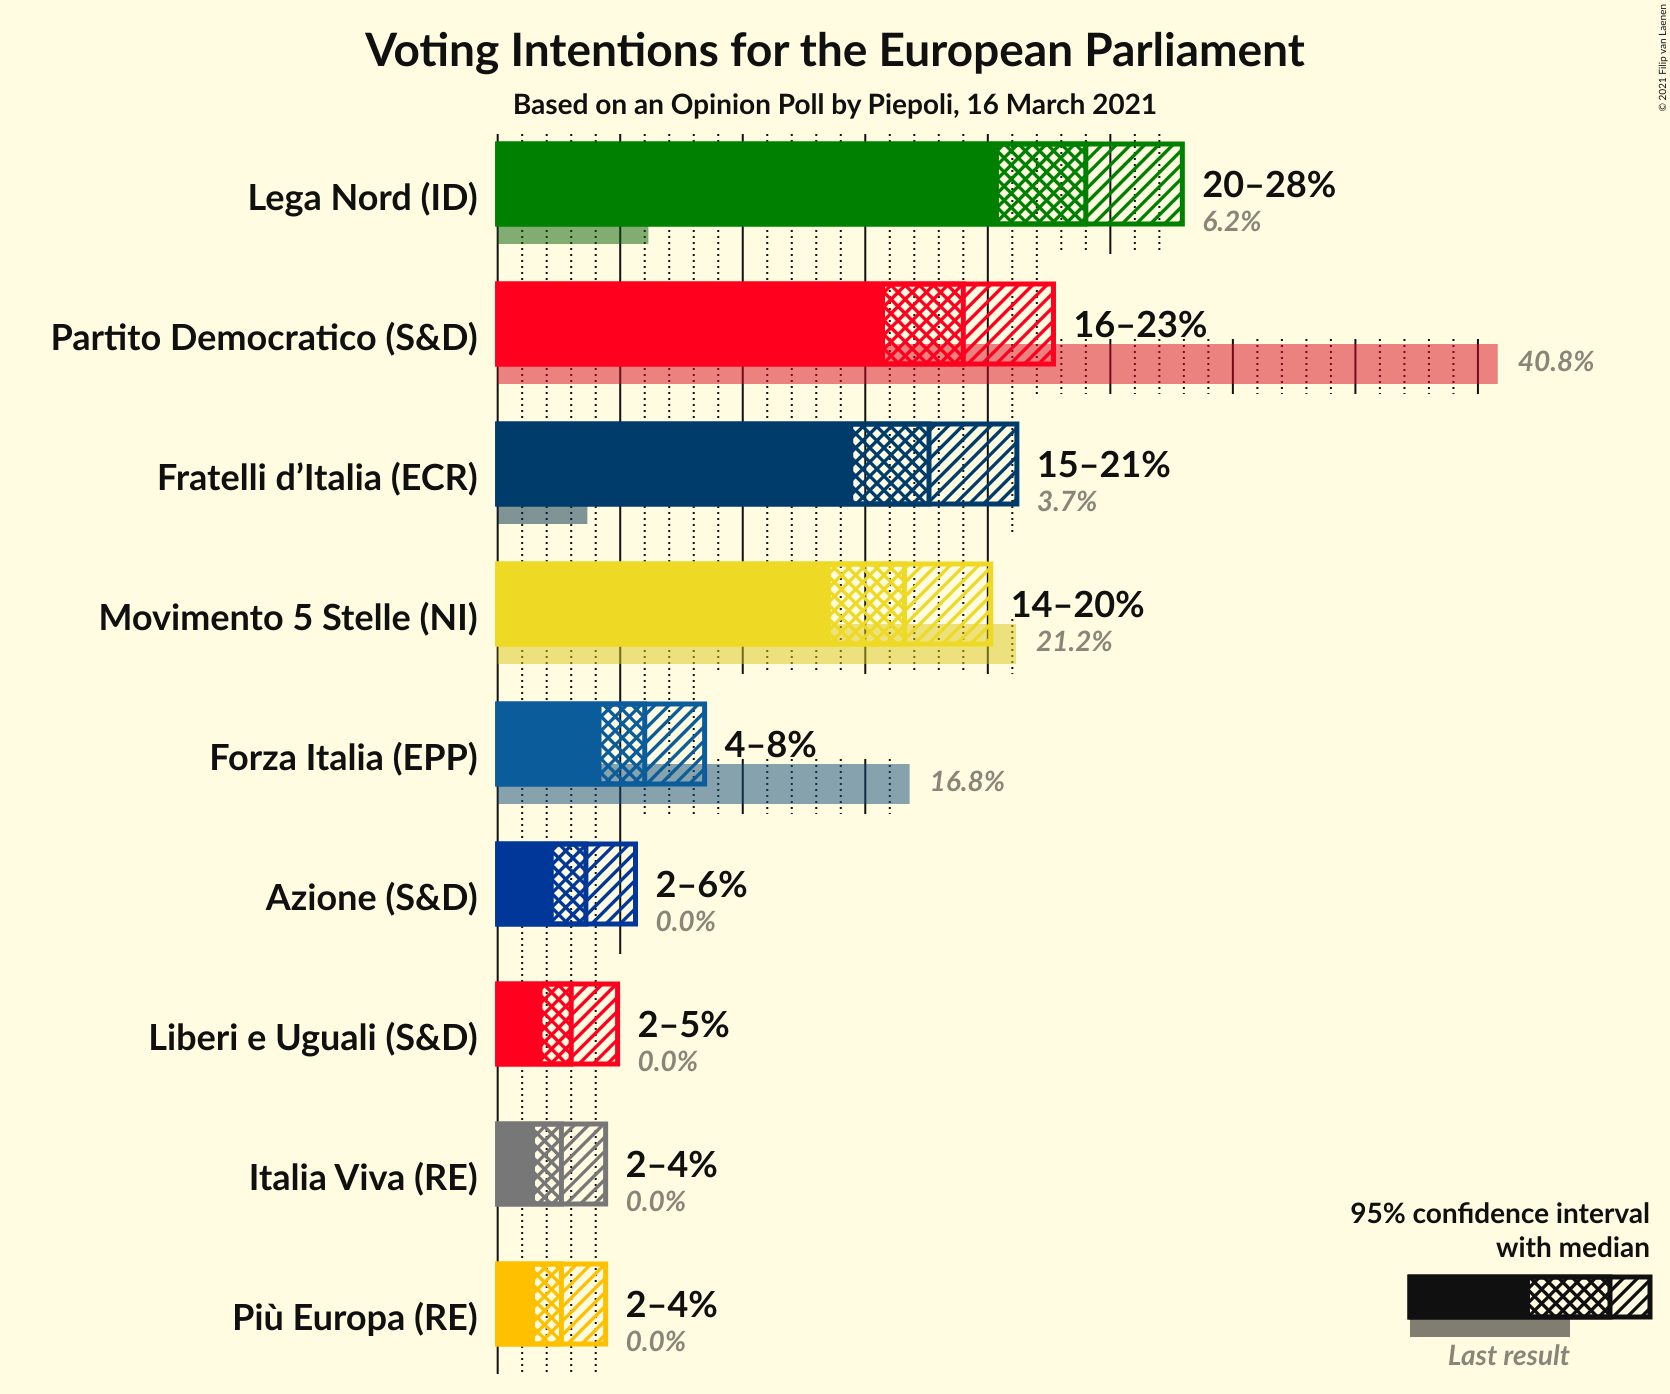 Voting Intentions for the European Parliament
Based on an Opinion Poll by Piepoli, 16 March 2021
© 2021 Filip van Laenen
Lega Nord (ID)
20–28%
6.2%
Partito Democratico (S&D)
16–23%
40.8%
Fratelli d’Italia (ECR)
15–21%
3.7%
Movimento 5 Stelle (NI)
14–20%
21.2%
Forza Italia (EPP)
4–8%
16.8%
Azione (S&D)
2–6%
0.0%
Liberi e Uguali (S&D)
2–5%
0.0%
Italia Viva (RE)
2–4%
0.0%
Più Europa (RE)
2–4%
0.0%
95% confidence interval
with median
Last result